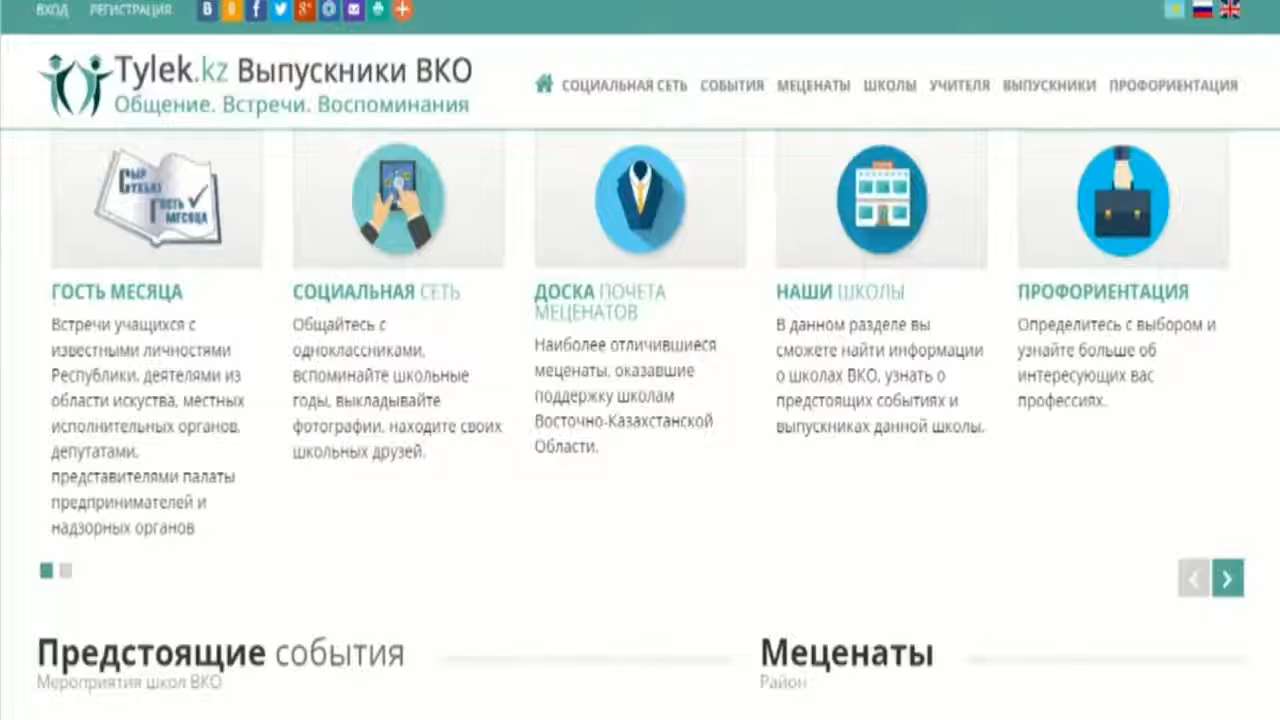 ВХОД РЕГИСТРАЦИЯ
Tylek.kz Выпускники ВКО
Общение. Встречи. Воспоминания
СОЦИАЛЬНАЯ СЕТЬ СОБЫТИЯ МЕЦЕНАТЫ ШКОЛЫ УЧИТЕЛЯ ВЫПУСКНИКИ ПРОФОРИЕНТАЦИЯ
ГОСТЬ
МЕСЯЦА
ГОСТЬ МЕСЯЦА
Встречи учащихся с
известными личностями
Республики, деятелями из
области искуства, местных
исполнительных органов,
депутатами,
представителями палаты
предпринимателей и
надзорных органов
СОЦИАЛЬНАЯ СЕТЬ
Общайтесь с
одноклассниками,
вспоминайте школьные
годы, выкладывайте
фотографии, находите своих
школьных друзей.
ДОСКА ПОЧЕТА
МЕЦЕНАТОВ
Наиболее отличившиеся
меценаты, оказавшие
поддержку школам
Восточно-Казахстанской
Области.
НАШИ ШКОЛЫ
В данном разделе вы
сможете найти информации
о школах ВКО, узнать о
предстоящих событиях и
выпускниках данной школы.
ПРОФОРИЕНТАЦИЯ
Определитесь с выбором и
узнайте больше об
интересующих вас
профессиях.
Предстоящие события
Мероприятия школ ВКО
Меценаты
Район